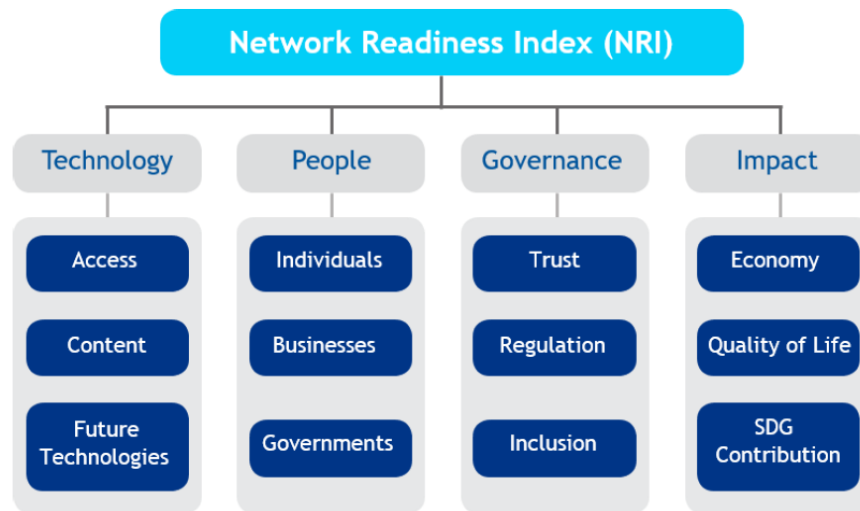 Network Readiness Index (NRI)
Technology
People
Governance
Impact
Access
Individuals
Trust
Economy
Content
Businesses
Regulation
Quality of Life
Future
Technologies
Governments
Inclusion
SDG
Contribution